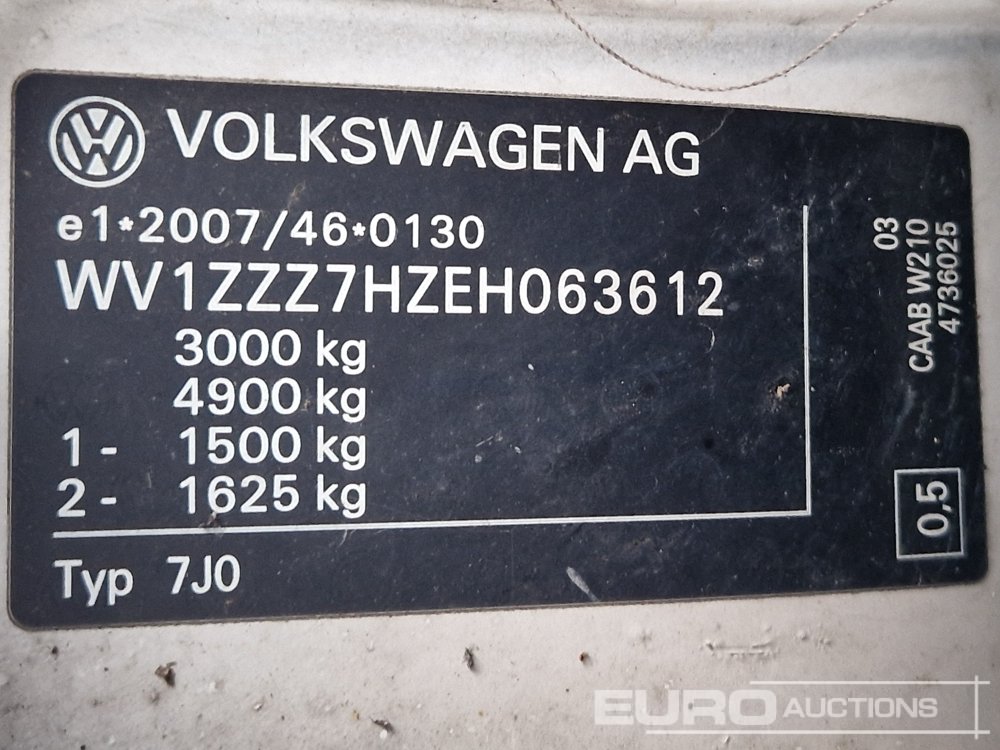 VOLKSWAGEN AG
e1*2007/46*0130
WV1ZZZ7HZEH063612
3000 kg
4900 kg
1- 1500 kg
2- 1625 kg
Typ 7J0
03
CAAB W210
4736025
0,5
EURO AUCTIONS